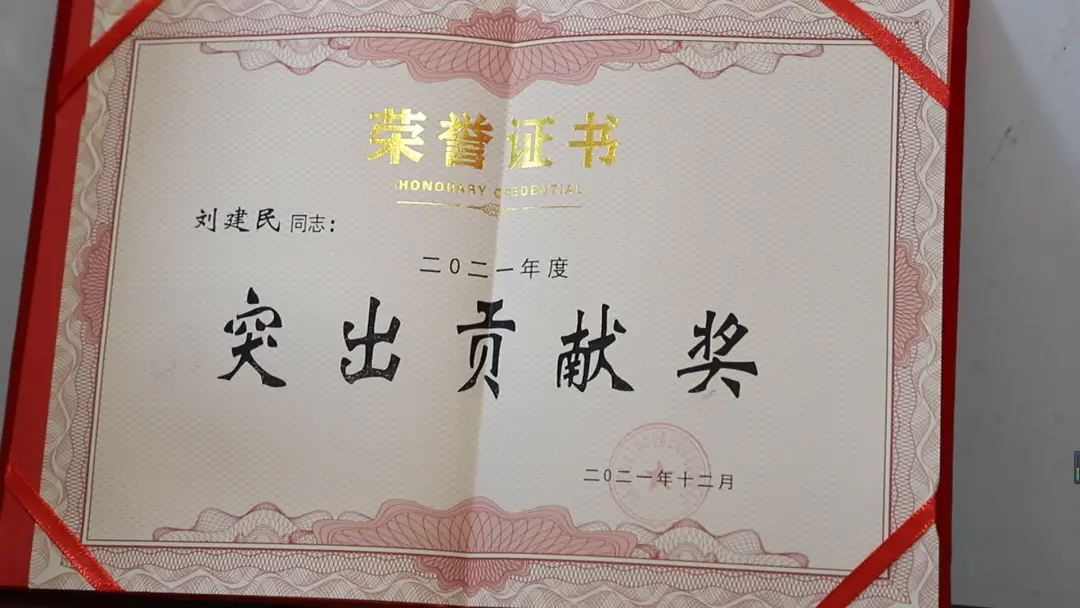 荣誉证书
HONORARY CREDENTIAL
刘建民 同志：
二〇二一年度
突出贡献奖
二〇二一年十二月